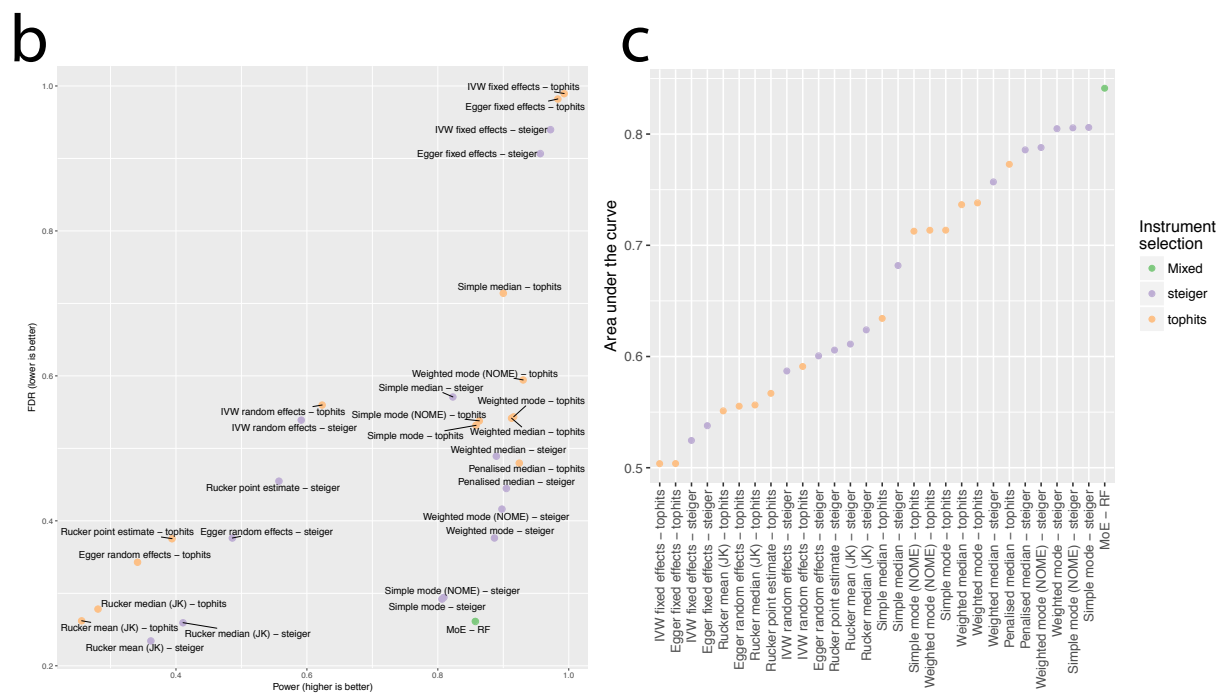 b
FDR (lower is better)
1.0
0.8
0.6
0.4
0.2
IVW fixed effects – tophits
Egger fixed effects – tophits
IVW fixed effects – steiger
Egger fixed effects – steiger
Simple median – tophits
Weighted mode (NOME) – tophits
Simple median – steiger
Weighted mode – tophits
IVW random effects – tophits
Simple mode (NOME) – tophits
IVW random effects – steiger
Weighted median – tophits
Simple mode – tophits
Weighted median – steiger
Penalised median – tophits
Penalised median – steiger
Rucker point estimate – steiger
Weighted mode (NOME) – steiger
Rucker point estimate – tophits
Egger random effects – steiger
Weighted mode – steiger
Egger random effects – tophits
Simple mode (NOME) – steiger
Rucker median (JK) – tophits
Simple mode – steiger
Rucker mean (JK) – tophits
Rucker median (JK) – steiger
MoE – RF
Rucker mean (JK) – steiger
0.4
0.6
0.8
1.0
Power (higher is better)
c
Area under the curve
0.8
0.7
0.6
0.5
IVW fixed effects – tophits
Egger fixed effects – tophits
IVW fixed effects – steiger
Egger fixed effects – steiger
Rucker mean (JK) – tophits
Egger random effects – tophits
Rucker median (JK) – tophits
Rucker point estimate – tophits
IVW random effects – steiger
IVW random effects – tophits
Egger random effects – steiger
Rucker point estimate – steiger
Rucker mean (JK) – steiger
Rucker median (JK) – steiger
Simple median – tophits
Simple median – steiger
Simple mode (NOME) – tophits
Weighted mode (NOME) – tophits
Simple mode – tophits
Weighted median – tophits
Weighted mode – tophits
Weighted median – steiger
Penalised median – tophits
Penalised median – steiger
Weighted mode (NOME) – steiger
Weighted mode – steiger
Simple mode (NOME) – steiger
Simple mode – steiger
MoE – RF
Instrument
selection
Mixed
steiger
tophits